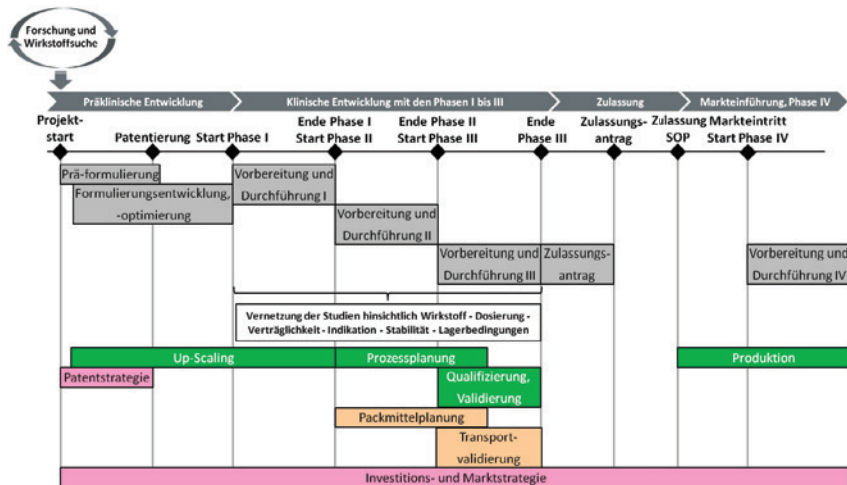 Forschung und
Wirkstoffsuche
Präklinische Entwicklung
Klinische Entwicklung mit den Phasen I bis III
Zulassung
Markteinführung, Phase IV
Projekt-
start
Patentierung
Start Phase I
Ende Phase I
Start Phase II
Ende Phase II
Start Phase III
Ende
Phase III
Zulassungs-
antrag
Zulassung
SOP
Markteintritt
Start Phase IV
Prä-formulierung
Formulierungsentwicklung,
-optimierung
Vorbereitung und
Durchführung I
Vorbereitung und
Durchführung II
Vorbereitung und
Durchführung III
Zulassungs-
antrag
Vorbereitung und
Durchführung IV
Vernetzung der Studien hinsichtlich Wirkstoff - Dosierung -
Verträglichkeit - Indikation - Stabilität - Lagerbedingungen
Up-Scaling
Prozessplanung
Produktion
Patentstrategie
Qualifizierung,
Validierung
Packmittelplanung
Transport-
validierung
Investitions- und Marktstrategie